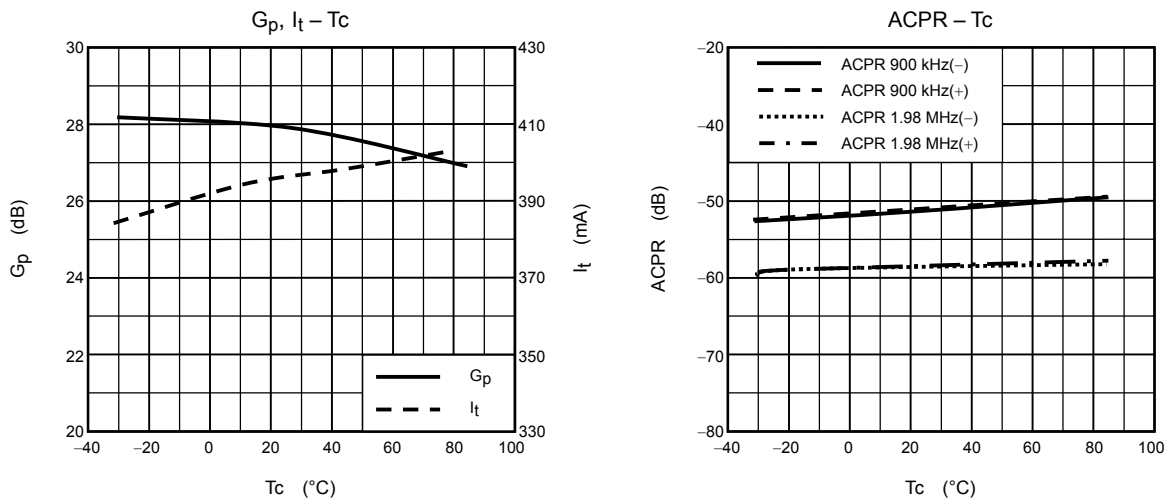 Gp, It – Tc
30
28
26
24
22
20
430
410
390
370
350
330
Gp (dB)
It (mA)
Gp
It
–40 –20 0 20 40 60 80 100
Tc (°C)
ACPR – Tc
–20
–40
–50
–60
–70
–80
ACPR (dB)
ACPR 900 kHz(–)
ACPR 900 kHz(+)
ACPR 1.98 MHz(–)
ACPR 1.98 MHz(+)
–40 –20 0 20 40 60 80 100
Tc (°C)